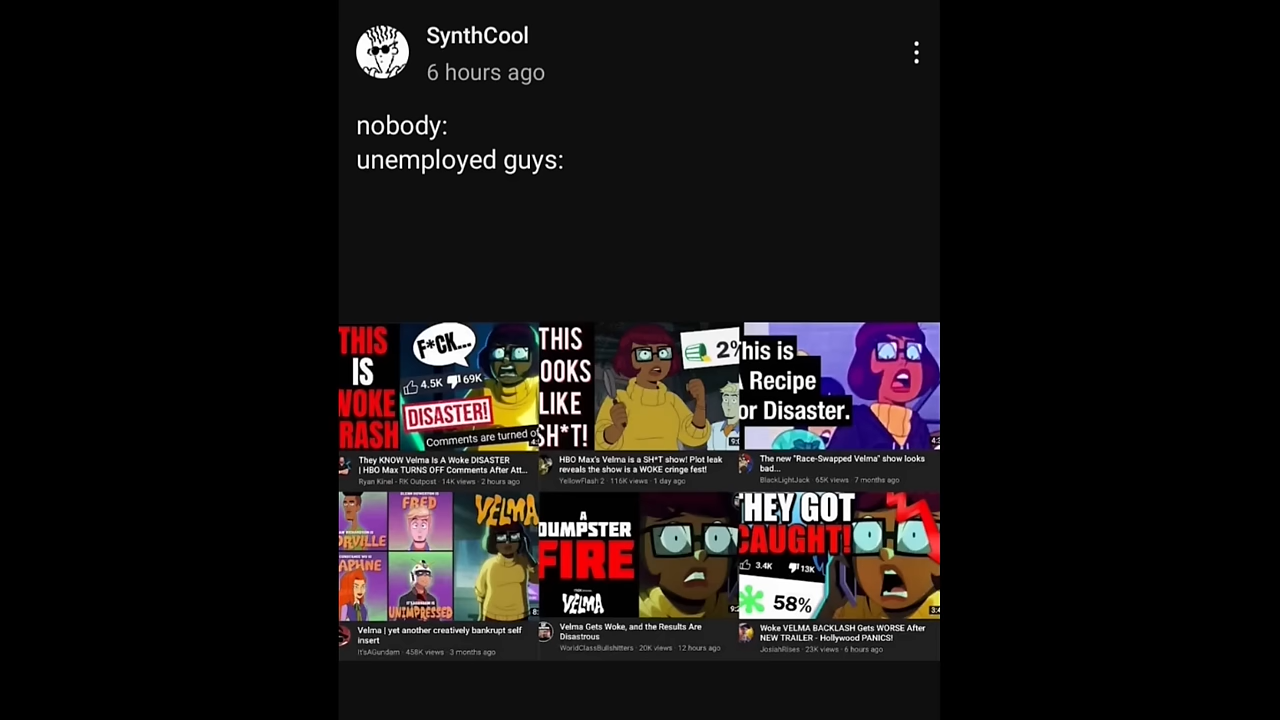 SynthCool
6 hours ago
nobody:
unemployed guys:
THIS
IS
WOKE
RASH
F*CK...
4.5K 69K
DISASTER!
Comments are turned of
They KNOW Velma Is A Woke DISASTER
| HBO Max TURNS OFF Comments After Att...
Ryan Kinel - RK Outpost · 14K views · 2 hours ago
THIS
OOKS
LIKE
SH*T!
2%
HBO Max's Velma is a SH*T show! Plot leak
reveals the show is a WOKE cringe fest!
YellowFlash 2 · 116K views · 1 day ago
his is
Recipe
or Disaster.
The new "Race-Swapped Velma" show looks
bad...
BlackLightJack · 65K views · 7 months ago
FRED
VELMA
ORVILLE
APHNE
UNIMPRESSED
Velma | yet another creatively bankrupt self
insert
It'sAGundam · 458K views · 3 months ago
A
DUMPSTER
FIRE
VELMA
Velma Gets Woke, and the Results Are
Disastrous
WorldClassBullshitters · 20K views · 12 hours ago
HEY GOT
CAUGHT!
3.4K 13K
58%
Woke VELMA BACKLASH Gets WORSE After
NEW TRAILER - Hollywood PANICS!
JosiahRises · 23K views · 6 hours ago